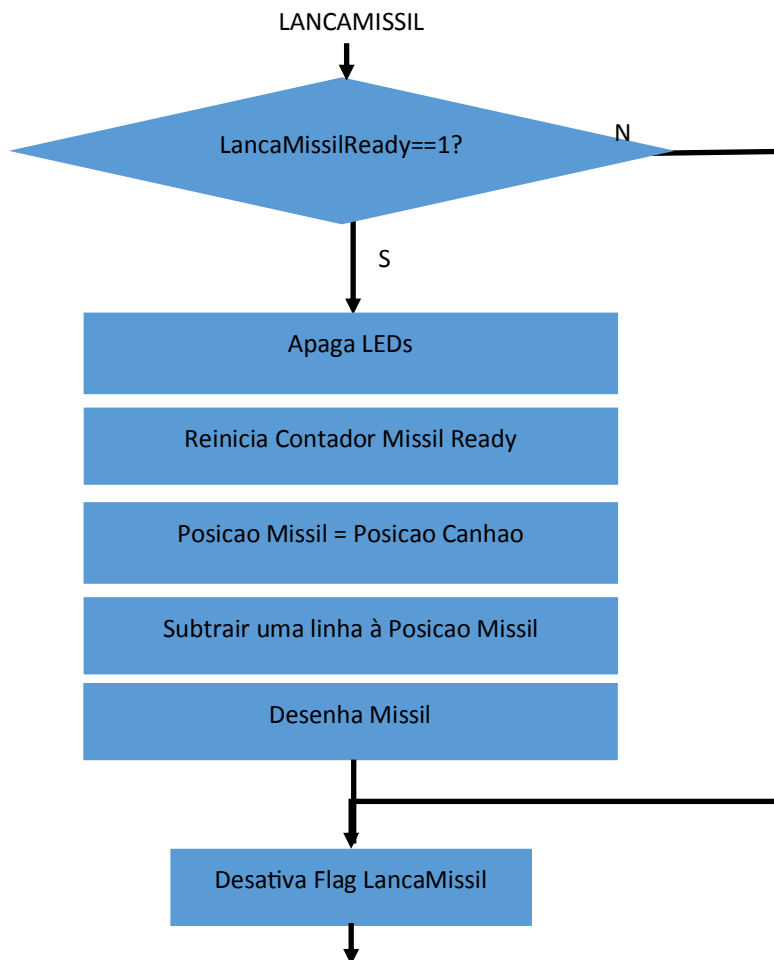 LANCAMISSIL
LancaMissilReady==1?
N
S
Apaga LEDs
Reinicia Contador Missil Ready
Posicao Missil = Posicao Canhao
Subtrair uma linha à Posicao Missil
Desenha Missil
Desativa Flag LancaMissil